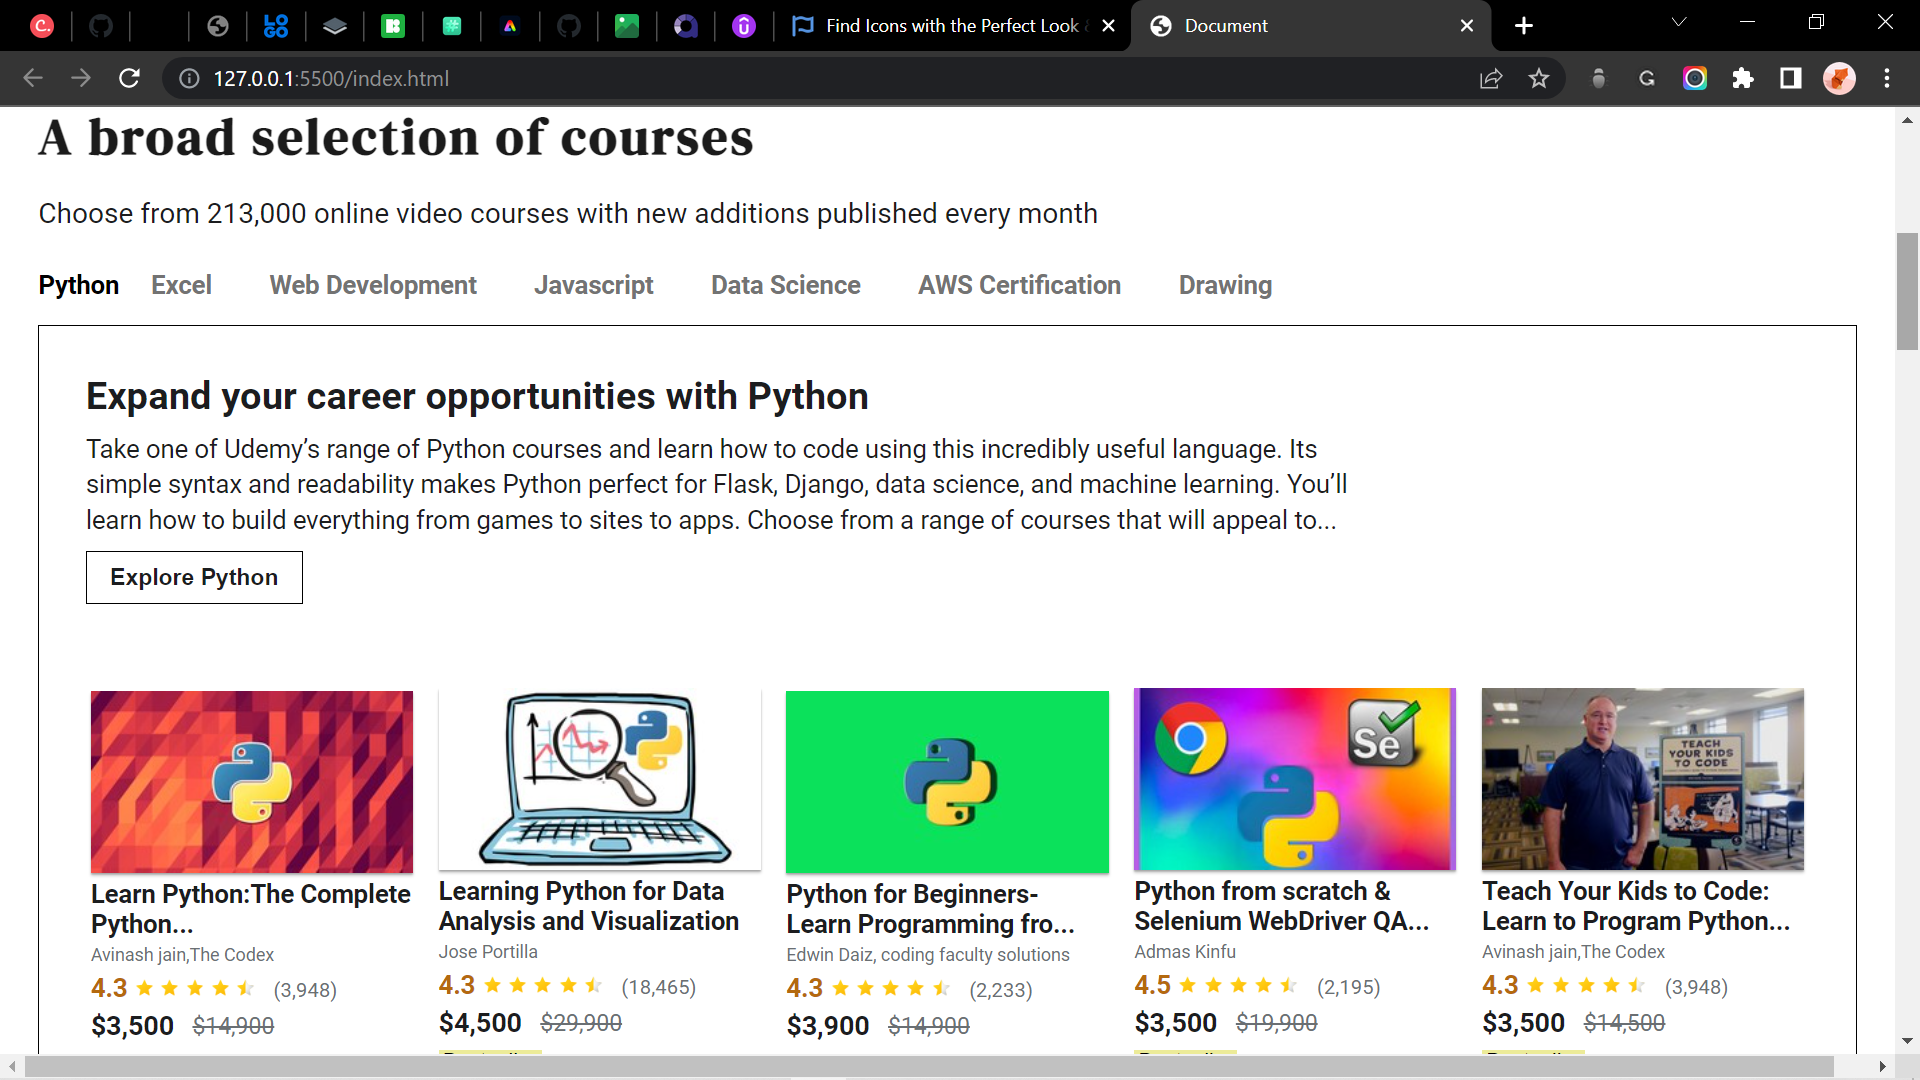 LO
GO
Find Icons with the Perfect Look
Document
127.0.0.1:5500/index.html
A broad selection of courses
Choose from 213,000 online video courses with new additions published every month
Python Excel Web Development Javascript Data Science AWS Certification Drawing
Expand your career opportunities with Python
Take one of Udemy’s range of Python courses and learn how to code using this incredibly useful language. Its
simple syntax and readability makes Python perfect for Flask, Django, data science, and machine learning. You’ll
learn how to build everything from games to sites to apps. Choose from a range of courses that will appeal to...
Explore Python
Se
TEACH
YOUR KIDS
TO CODE
Learn Python:The Complete
Python...
Avinash jain,The Codex
4.3 (3,948)
$3,500 $14,900
Learning Python for Data
Analysis and Visualization
Jose Portilla
4.3 (18,465)
$4,500 $29,900
Python for Beginners-
Learn Programming fro...
Edwin Daiz, coding faculty solutions
4.3 (2,233)
$3,900 $14,900
Python from scratch &
Selenium WebDriver QA...
Admas Kinfu
4.5 (2,195)
$3,500 $19,900
Teach Your Kids to Code:
Learn to Program Python...
Avinash jain,The Codex
4.3 (3,948)
$3,500 $14,500